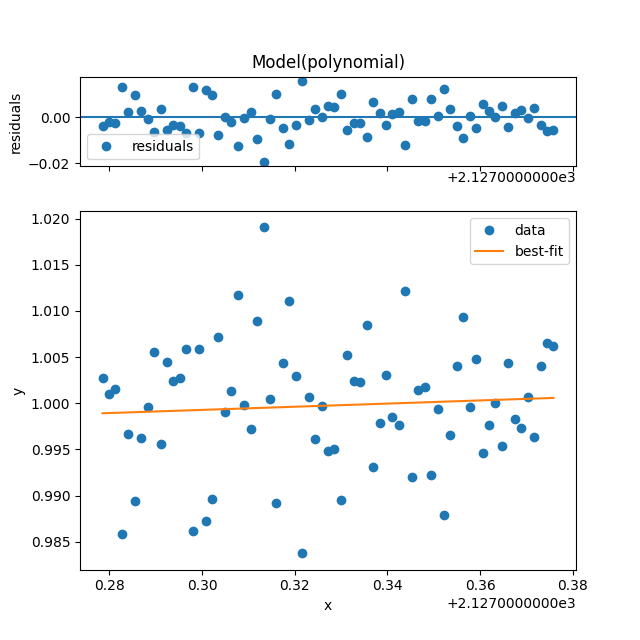 Model(polynomial)
residuals
0.00
−0.02
residuals
+2.1270000000e3
y
1.020
1.015
1.010
1.005
1.000
0.995
0.990
0.985
data
best-fit
0.28 0.30 0.32 0.34 0.36 0.38
x
+2.1270000000e3